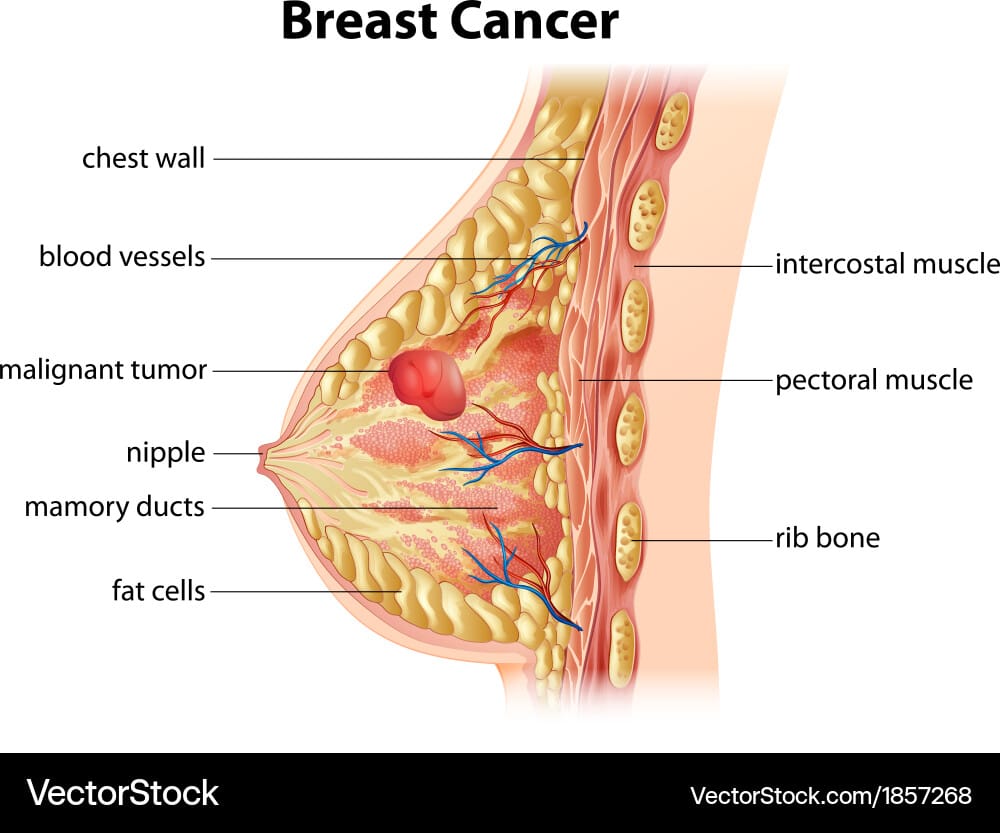 Breast Cancer
chest wall
blood vessels
intercostal muscle
malignant tumor
pectoral muscle
nipple
mamory ducts
rib bone
fat cells
VectorStock
VectorStock.com/1857268